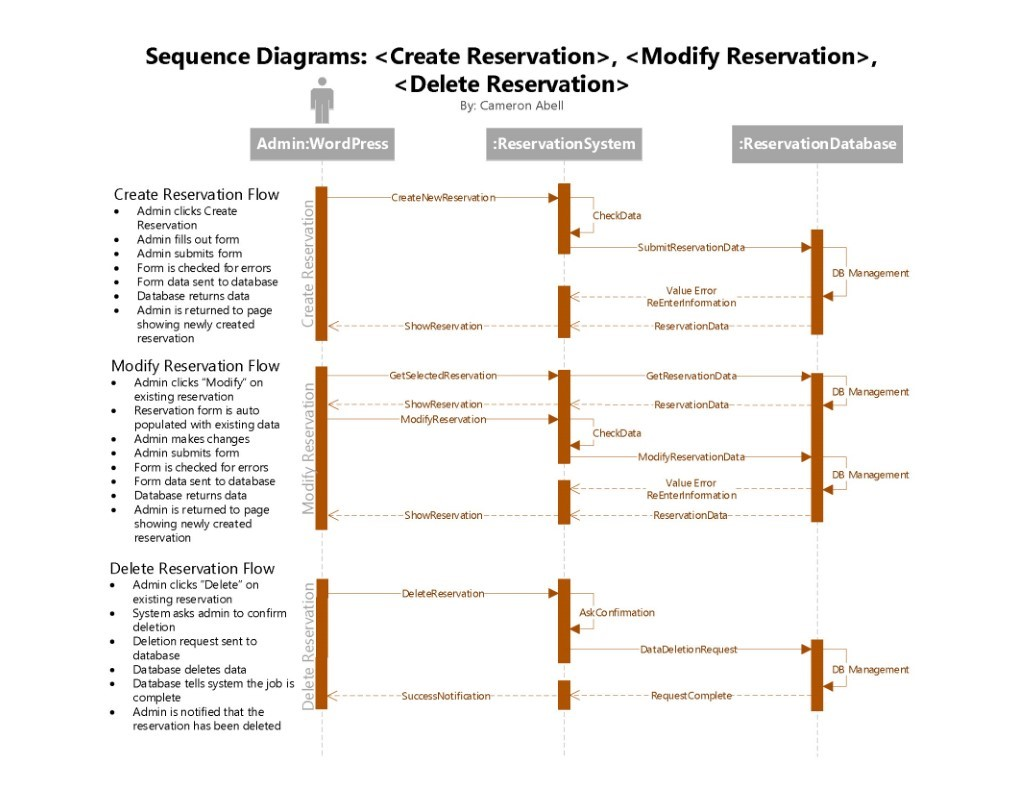 Sequence Diagrams: <Create Reservation>, <Modify Reservation>,
<Delete Reservation>
By: Cameron Abell
Admin:WordPress
:ReservationSystem
:ReservationDatabase
Create Reservation Flow
• Admin clicks Create
Reservation
• Admin fills out form
• Admin submits form
• Form is checked for errors
• Form data sent to database
• Database returns data
• Admin is returned to page
showing newly created
reservation
Create Reservation
CreateNewReservation
CheckData
SubmitReservationData
DB Management
Value Error
ReEnterInformation
ShowReservation
ReservationData
Modify Reservation Flow
• Admin clicks “Modify” on
existing reservation
• Reservation form is auto
populated with existing data
• Admin makes changes
• Admin submits form
• Form is checked for errors
• Form data sent to database
• Database returns data
• Admin is returned to page
showing newly created
reservation
Modify Reservation
GetSelectedReservation
GetReservationData
DB Management
ShowReservation
ReservationData
ModifyReservation
CheckData
ModifyReservationData
DB Management
Value Error
ReEnterInformation
ShowReservation
ReservationData
Delete Reservation Flow
• Admin clicks “Delete” on
existing reservation
• System asks admin to confirm
deletion
• Deletion request sent to
database
• Database deletes data
• Database tells system the job is
complete
• Admin is notified that the
reservation has been deleted
Delete Reservation
DeleteReservation
AskConfirmation
DataDeletionRequest
DB Management
SuccessNotification
RequestComplete